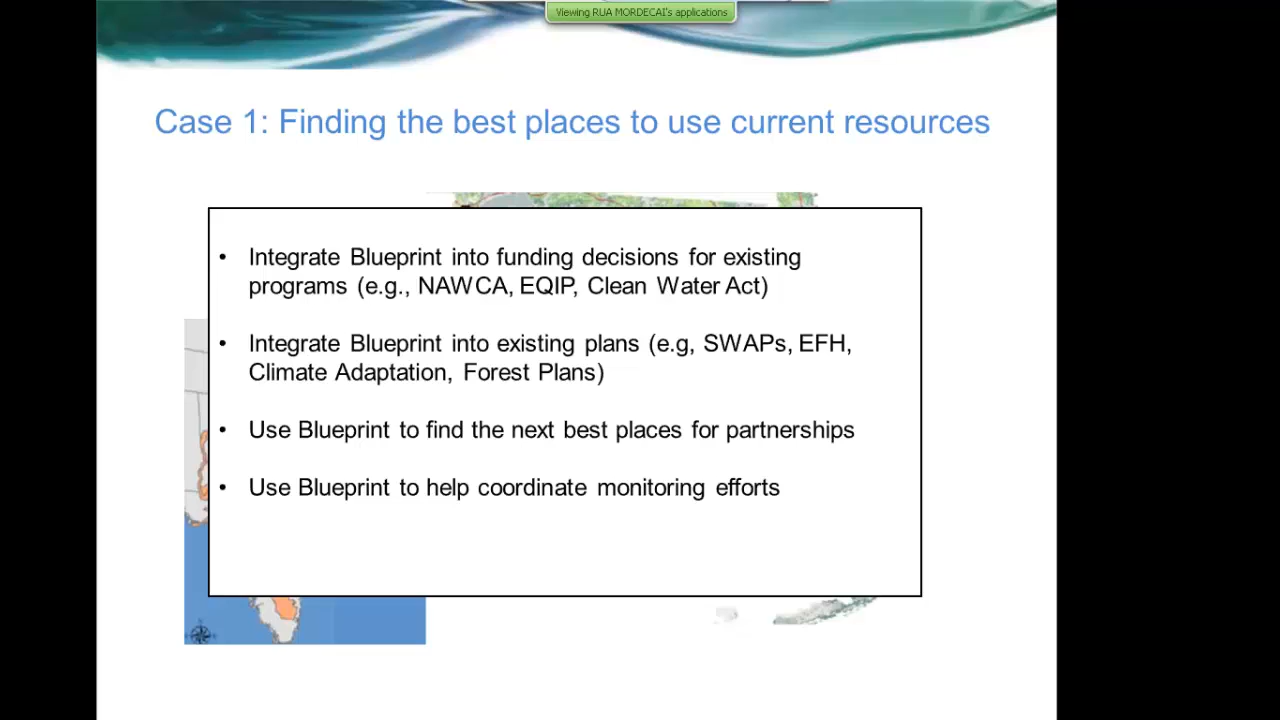 Viewing RUA MORDECAI's applications
Case 1: Finding the best places to use current resources
• Integrate Blueprint into funding decisions for existing
programs (e.g., NAWCA, EQIP, Clean Water Act)
• Integrate Blueprint into existing plans (e.g, SWAPs, EFH,
Climate Adaptation, Forest Plans)
• Use Blueprint to find the next best places for partnerships
• Use Blueprint to help coordinate monitoring efforts